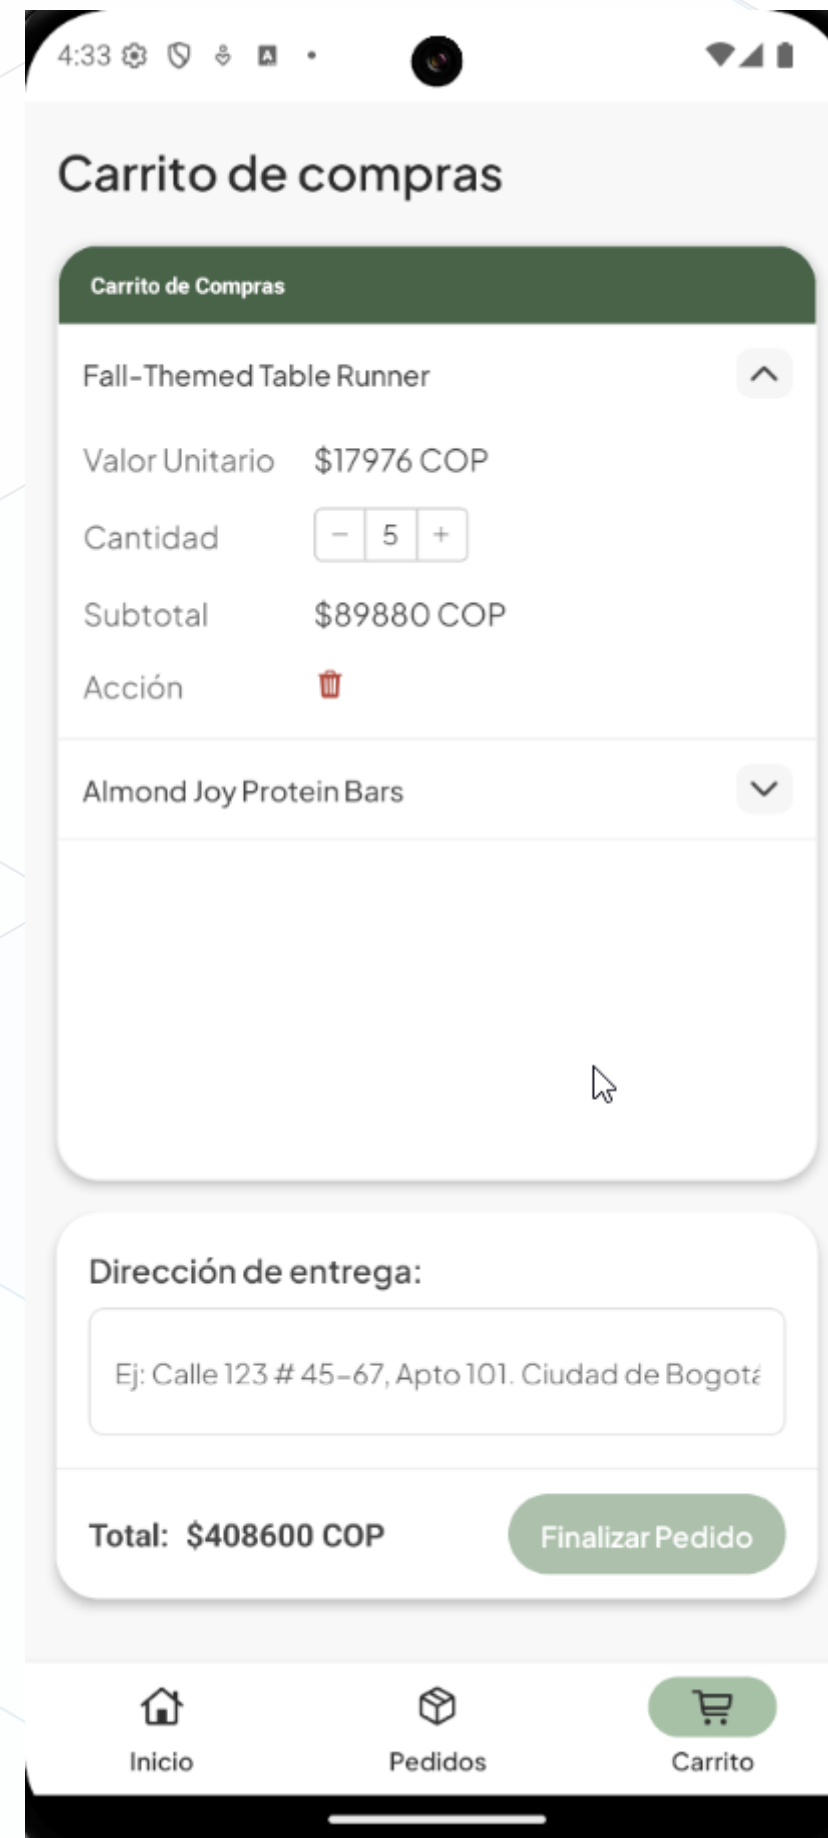 4:33
Carrito de compras
Carrito de Compras
Fall-Themed Table Runner
Valor Unitario $17976 COP
Cantidad − 5 +
Subtotal $89880 COP
Acción
Almond Joy Protein Bars
Dirección de entrega:
Ej: Calle 123 # 45-67, Apto 101. Ciudad de Bogotá
Total: $408600 COP
Finalizar Pedido
Inicio Pedidos Carrito